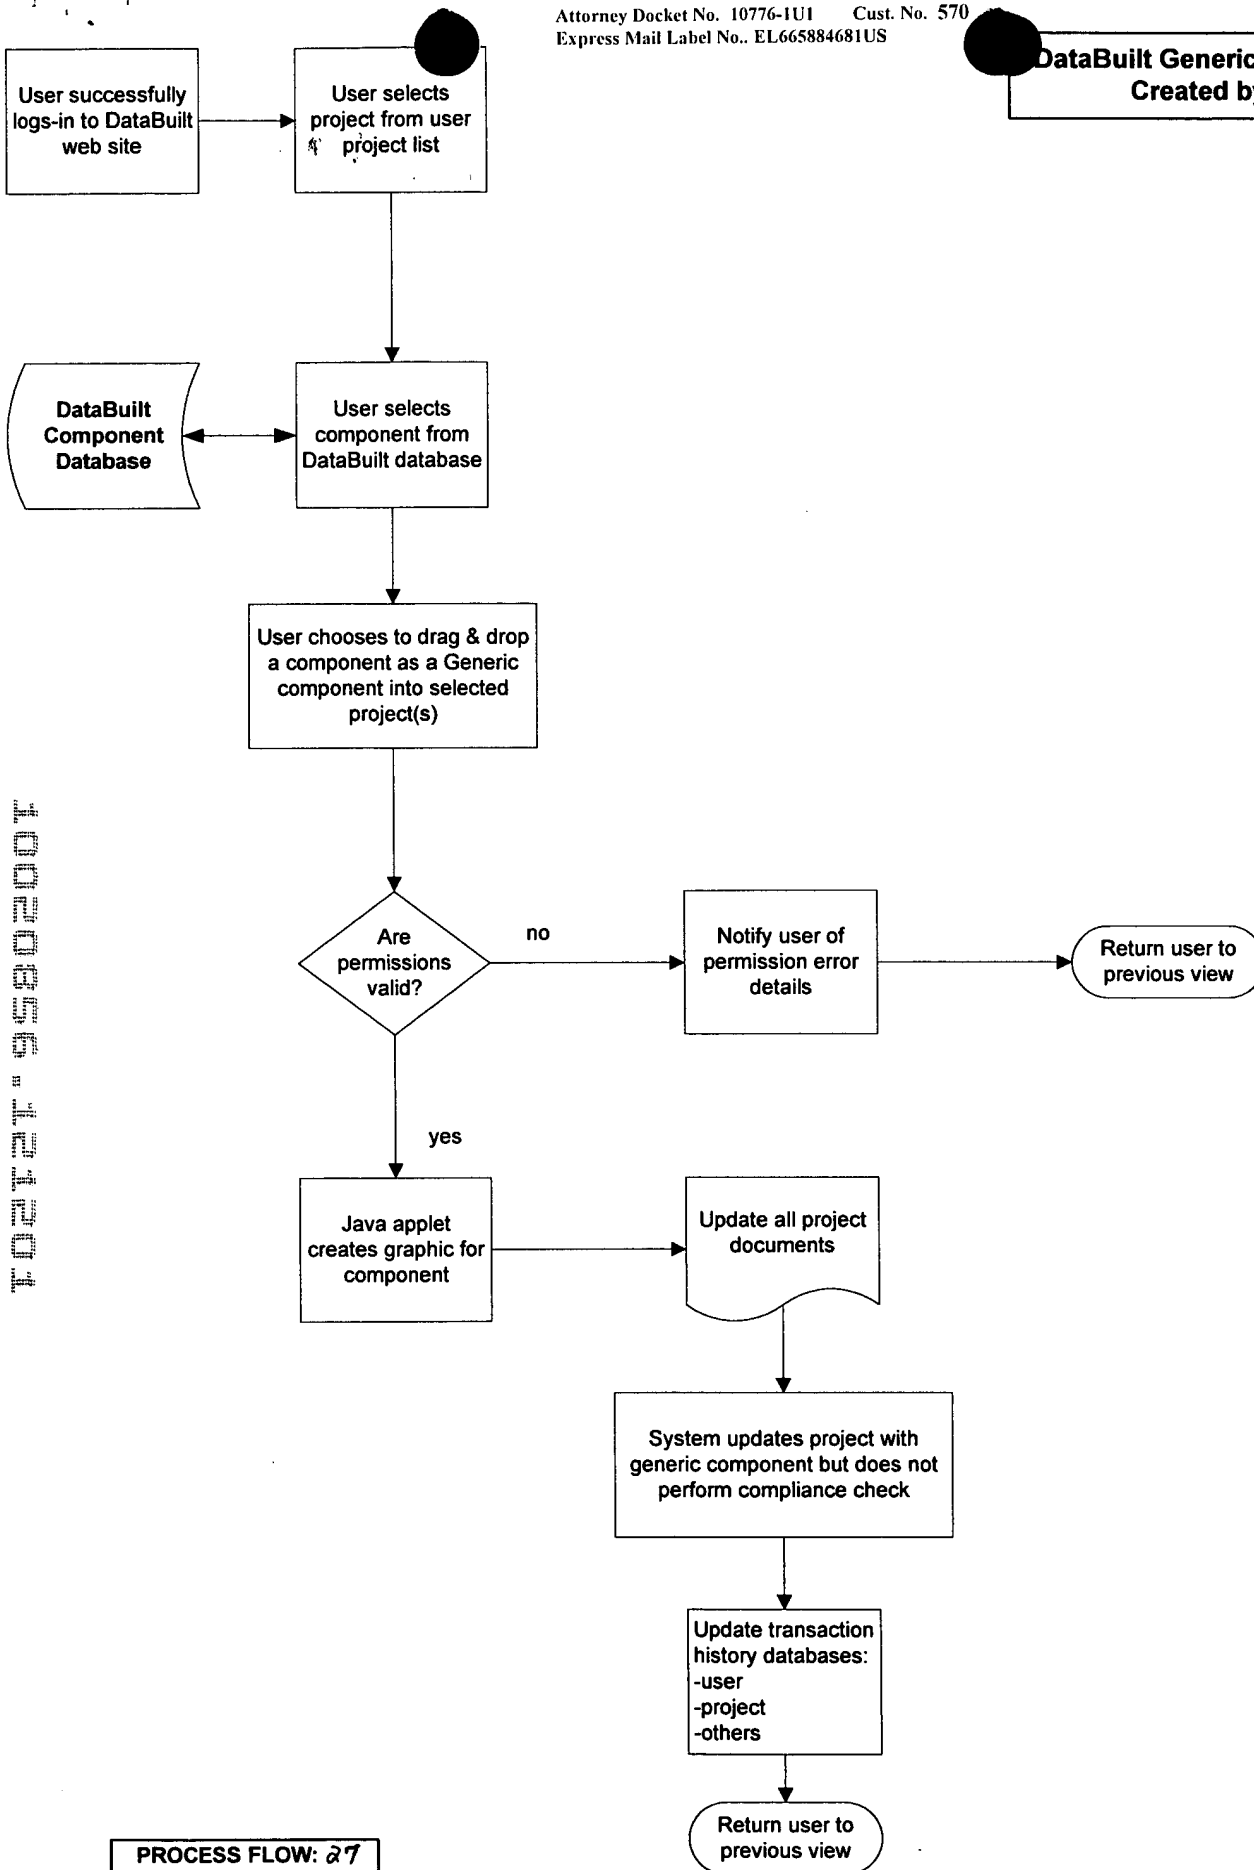 Attorney Docket No. 10776-1U1 Cust. No. 570
Express Mail Label No.. EL665884681US
DataBuilt Generic
Created by
User successfully
logs-in to DataBuilt
web site
User selects
project from user
project list
DataBuilt
Component
Database
User selects
component from
DataBuilt database
User chooses to drag & drop
a component as a Generic
component into selected
project(s)
Are
permissions
valid?
no
Notify user of
permission error
details
Return user to
previous view
yes
Java applet
creates graphic for
component
Update all project
documents
System updates project with
generic component but does not
perform compliance check
Update transaction
history databases:
-user
-project
-others
Return user to
previous view
PROCESS FLOW: 27
10020856.121201